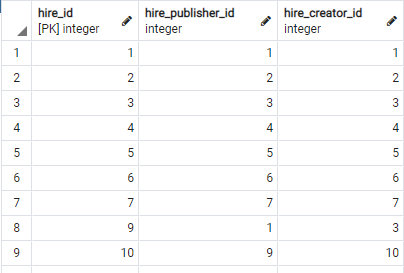 hire_id hire_publisher_id hire_creator_id
[PK] integer integer integer
1 1 1 1
2 2 2 2
3 3 3 3
4 4 4 4
5 5 5 5
6 6 6 6
7 7 7 7
8 9 1 3
9 10 9 10